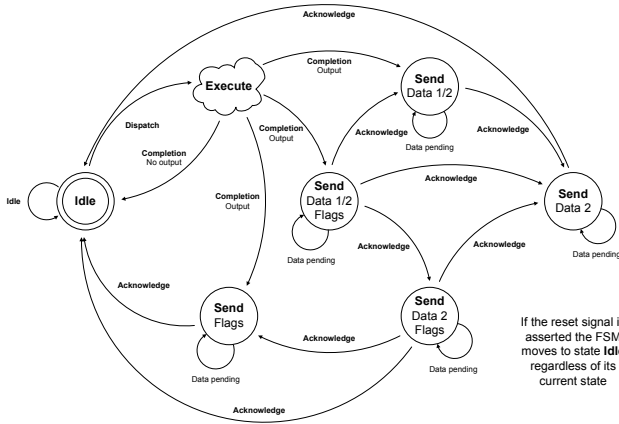 Acknowledge
Completion
Output
Send
Data 1/2
Execute
Dispatch
Completion
Output
Acknowledge
Acknowledge
Data pending
Completion
No output
Acknowledge
Idle
Idle
Completion
Output
Send
Data 1/2
Flags
Send
Data 2
Acknowledge
Acknowledge
Data pending
Data pending
Acknowledge
Send
Flags
Acknowledge
Send
Data 2
Flags
Data pending
Data pending
Acknowledge
If the reset signal i
asserted the FSM
moves to state Idle
regardless of its
current state